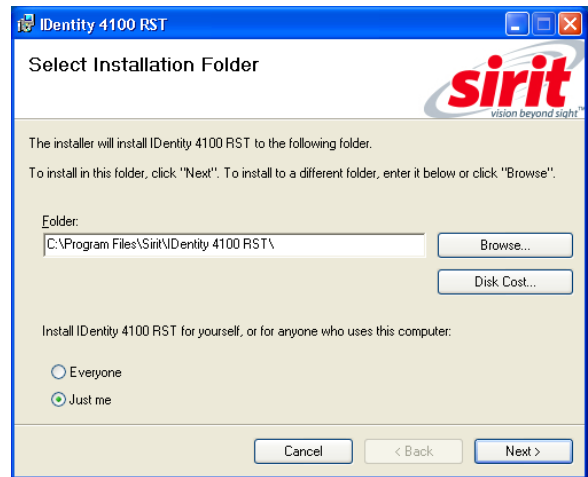 IDentity 4100 RST
Select Installation Folder
sirit
vision beyond sight™
The installer will install IDentity 4100 RST to the following folder.
To install in this folder, click "Next". To install to a different folder, enter it below or click "Browse".
Folder:
C:\Program Files\Sirit\IDentity 4100 RST\
Browse...
Disk Cost...
Install IDentity 4100 RST for yourself, or for anyone who uses this computer:
Everyone
Just me
Cancel
< Back
Next >